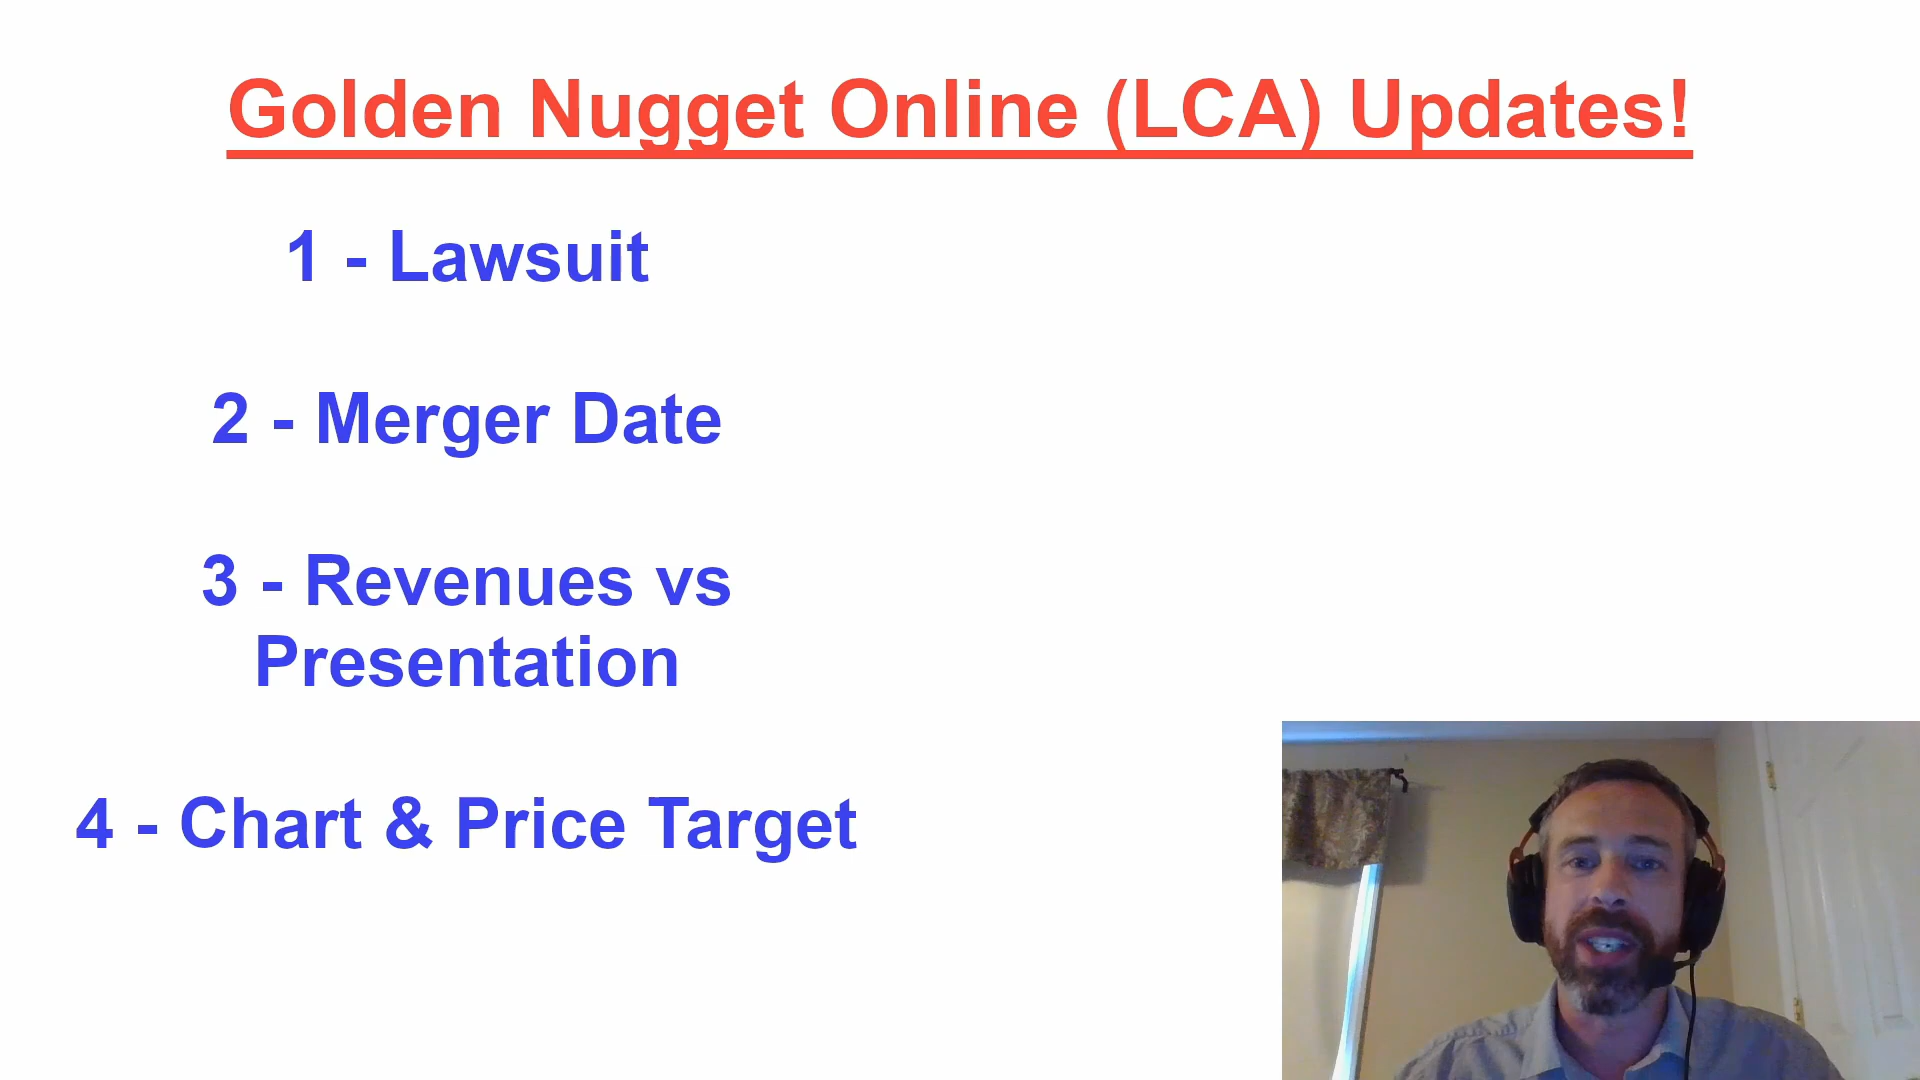 Golden Nugget Online (LCA) Updates!
1 - Lawsuit
2 - Merger Date
3 - Revenues vs
Presentation
4 - Chart & Price Target